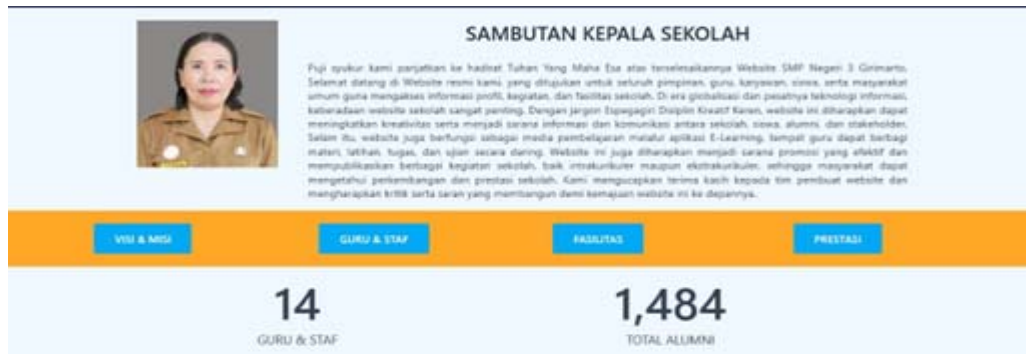 SAMBUTAN KEPALA SEKOLAH
Puji syukur kami panjatkan ke hadirat Tuhan Yang Maha Esa atas terselesaikannya Website SMP Negeri 3 Girimarto.
Selamat datang di Website resmi kami, yang ditujukan untuk seluruh pimpinan, guru, karyawan, siswa, serta masyarakat
umum guna mengakses informasi profil, kegiatan, dan fasilitas sekolah. Di era globalisasi dan pesatnya teknologi informasi,
keberadaan website sekolah sangat penting. Dengan jargon Espegagiri Disiplin Kreatif Keren, website ini diharapkan dapat
meningkatkan kreativitas serta menjadi sarana informasi dan komunikasi antara sekolah, siswa, alumni, dan stakeholder.
Selain itu, website juga berfungsi sebagai media pembelajaran melalui aplikasi E-Learning, tempat guru dapat berbagi
materi, latihan, tugas, dan ujian secara daring. Website ini juga diharapkan menjadi sarana promosi yang efektif dan
mempublikasikan berbagai kegiatan sekolah, baik intrakurikuler maupun ekstrakurikuler, sehingga masyarakat dapat
mengetahui perkembangan dan prestasi sekolah. Kami mengucapkan terima kasih kepada tim pembuat website dan
mengharapkan kritik serta saran yang membangun demi kemajuan website ini ke depannya.
VISI & MISI
GURU & STAF
FASILITAS
PRESTASI
14
GURU & STAF
1,484
TOTAL ALUMNI